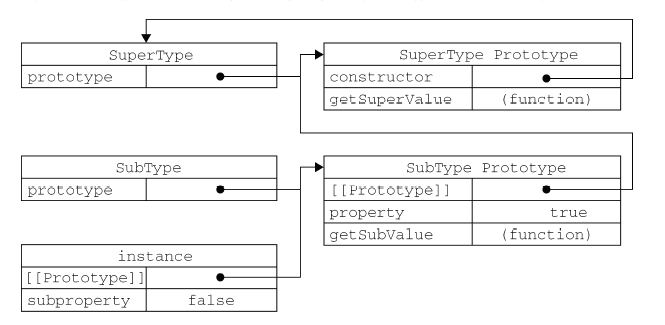 SuperType
prototype
SuperType Prototype
constructor
getSuperValue (function)
SubType
prototype
SubType Prototype
[[Prototype]]
property true
getSubValue (function)
instance
[[Prototype]]
subproperty false